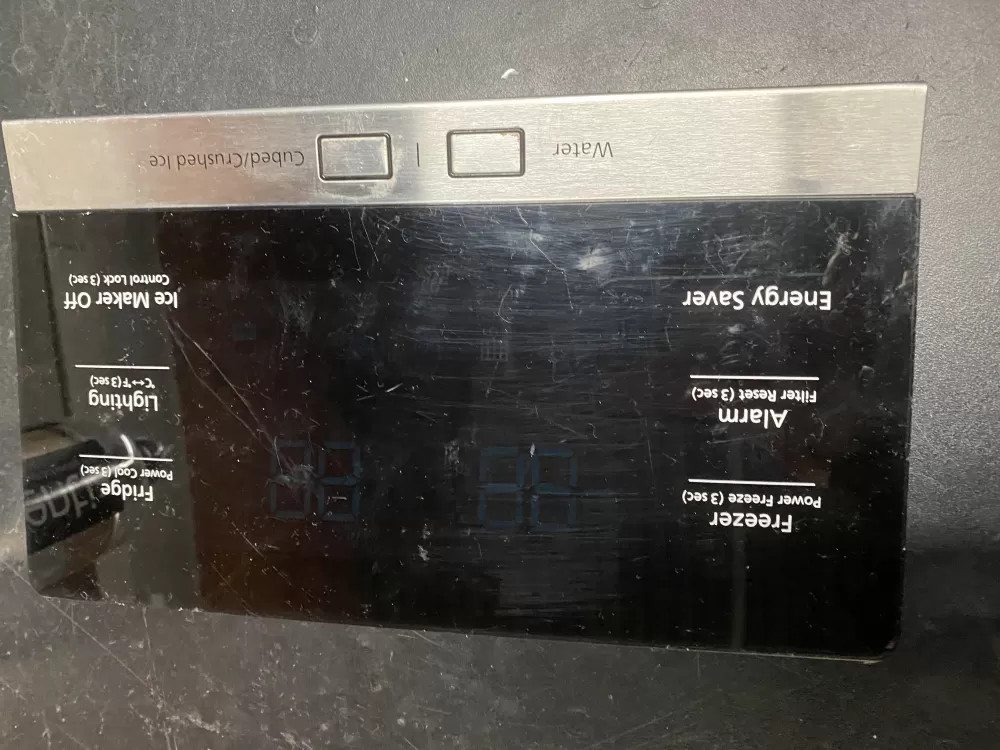 Freezer
Power Freeze (3 sec)
Alarm
Filter Reset (3 sec)
Energy Saver
Fridge
Power Cool (3 sec)
Lighting
°C↔°F (3 sec)
Ice Maker Off
Control Lock (3 sec)
Water | Cubed/Crushed Ice